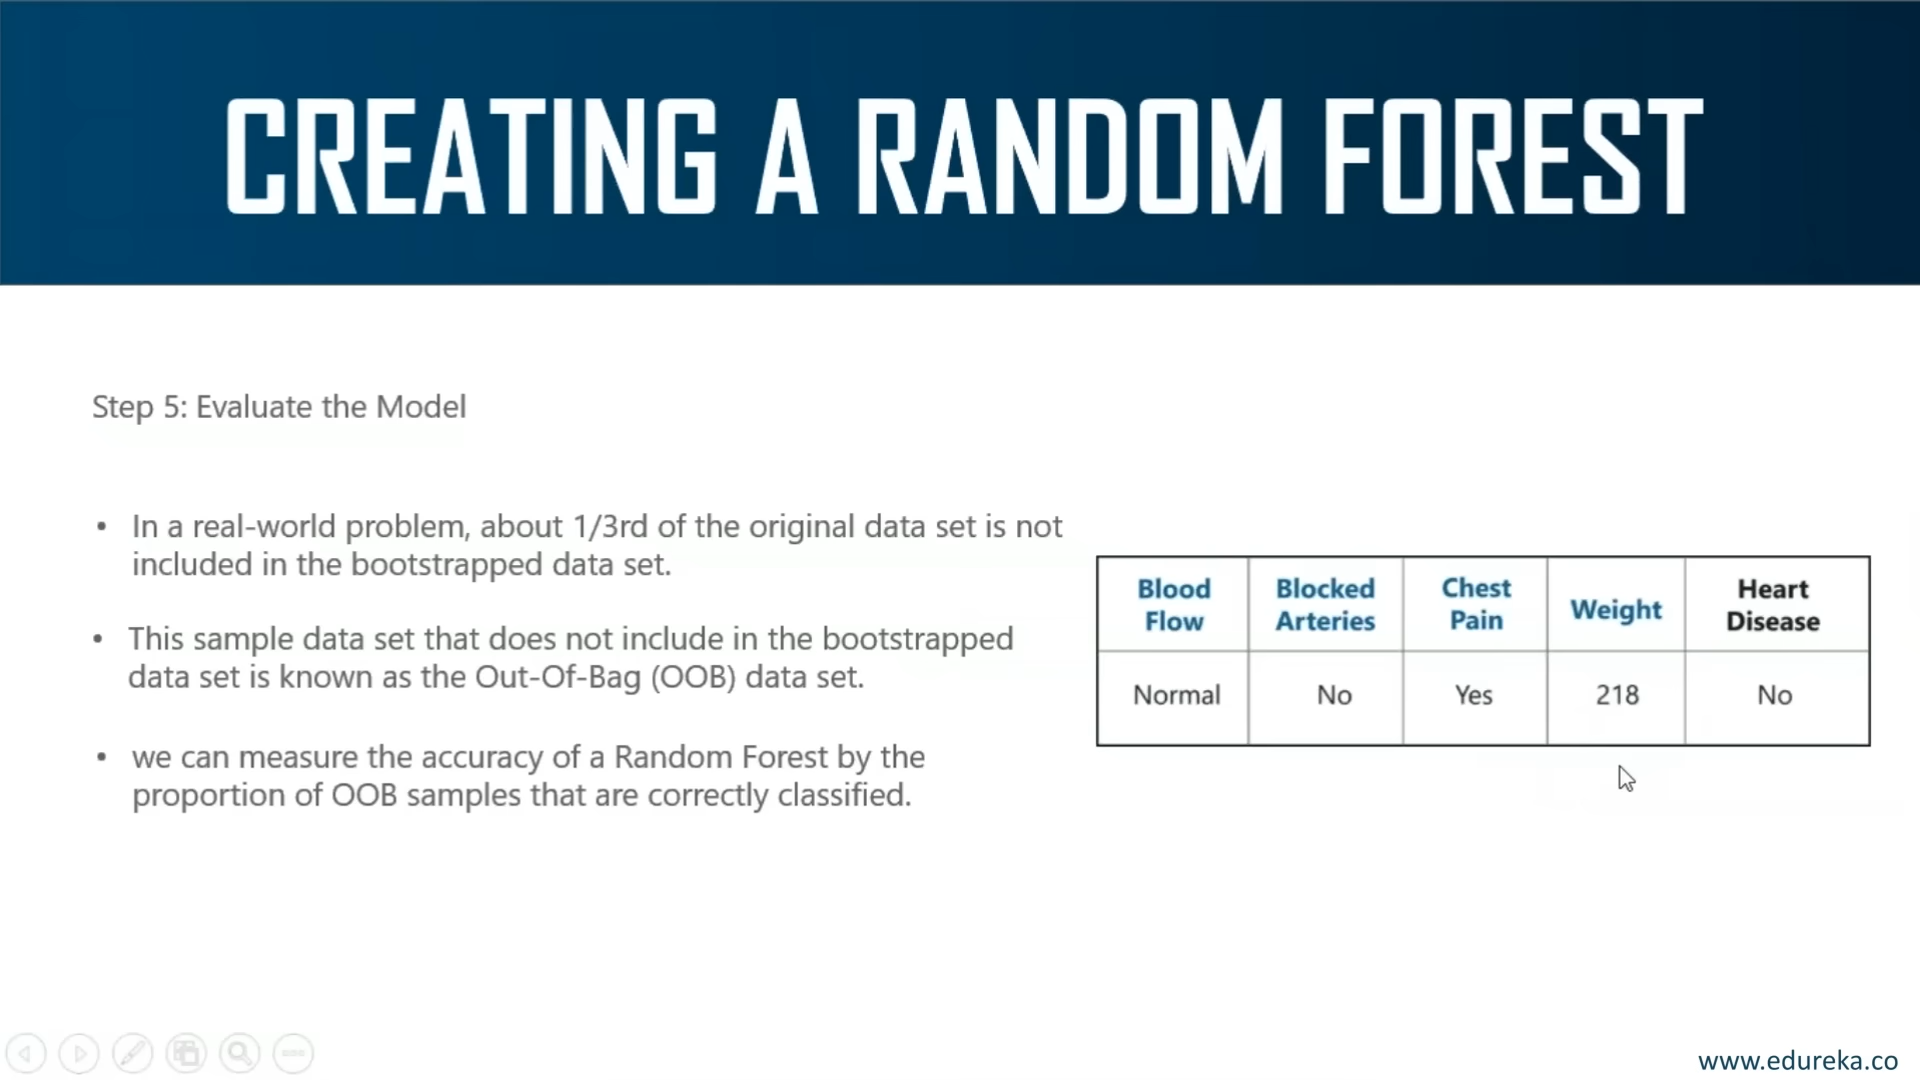 CREATING A RANDOM FOREST
Step 5: Evaluate the Model
• In a real-world problem, about 1/3rd of the original data set is not
included in the bootstrapped data set.
• This sample data set that does not include in the bootstrapped
data set is known as the Out-Of-Bag (OOB) data set.
• we can measure the accuracy of a Random Forest by the
proportion of OOB samples that are correctly classified.
Blood Flow Blocked Arteries Chest Pain Weight Heart Disease
Normal No Yes 218 No
www.edureka.co